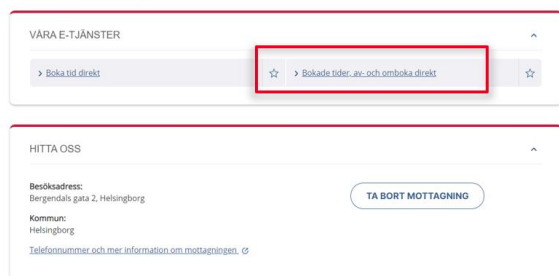 VÅRA E-TJÄNSTER
Boka tid direkt
Bokade tider, av- och omboka direkt
HITTA OSS
Besöksadress:
Bergendals gata 2, Helsingborg
TA BORT MOTTAGNING
Kommun:
Helsingborg
Telefonnummer och mer information om mottagningen